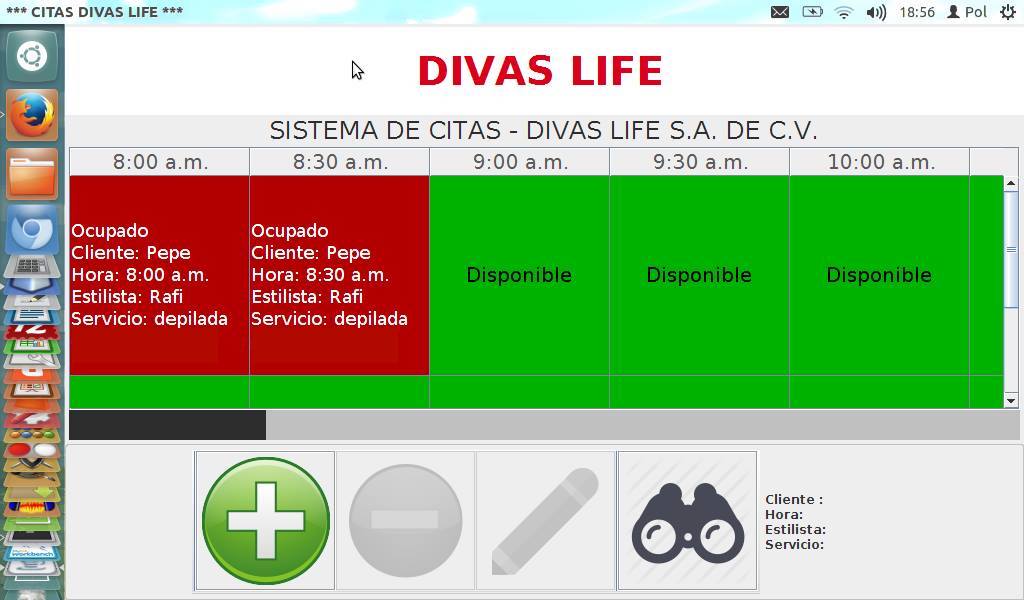 *** CITAS DIVAS LIFE ***
18:56
Pol
DIVAS LIFE
SISTEMA DE CITAS - DIVAS LIFE S.A. DE C.V.
8:00 a.m.
8:30 a.m.
9:00 a.m.
9:30 a.m.
10:00 a.m.
Ocupado
Cliente: Pepe
Hora: 8:00 a.m.
Estilista: Rafi
Servicio: depilada
Ocupado
Cliente: Pepe
Hora: 8:30 a.m.
Estilista: Rafi
Servicio: depilada
Disponible
Disponible
Disponible
Cliente :
Hora:
Estilista:
Servicio:
workbench